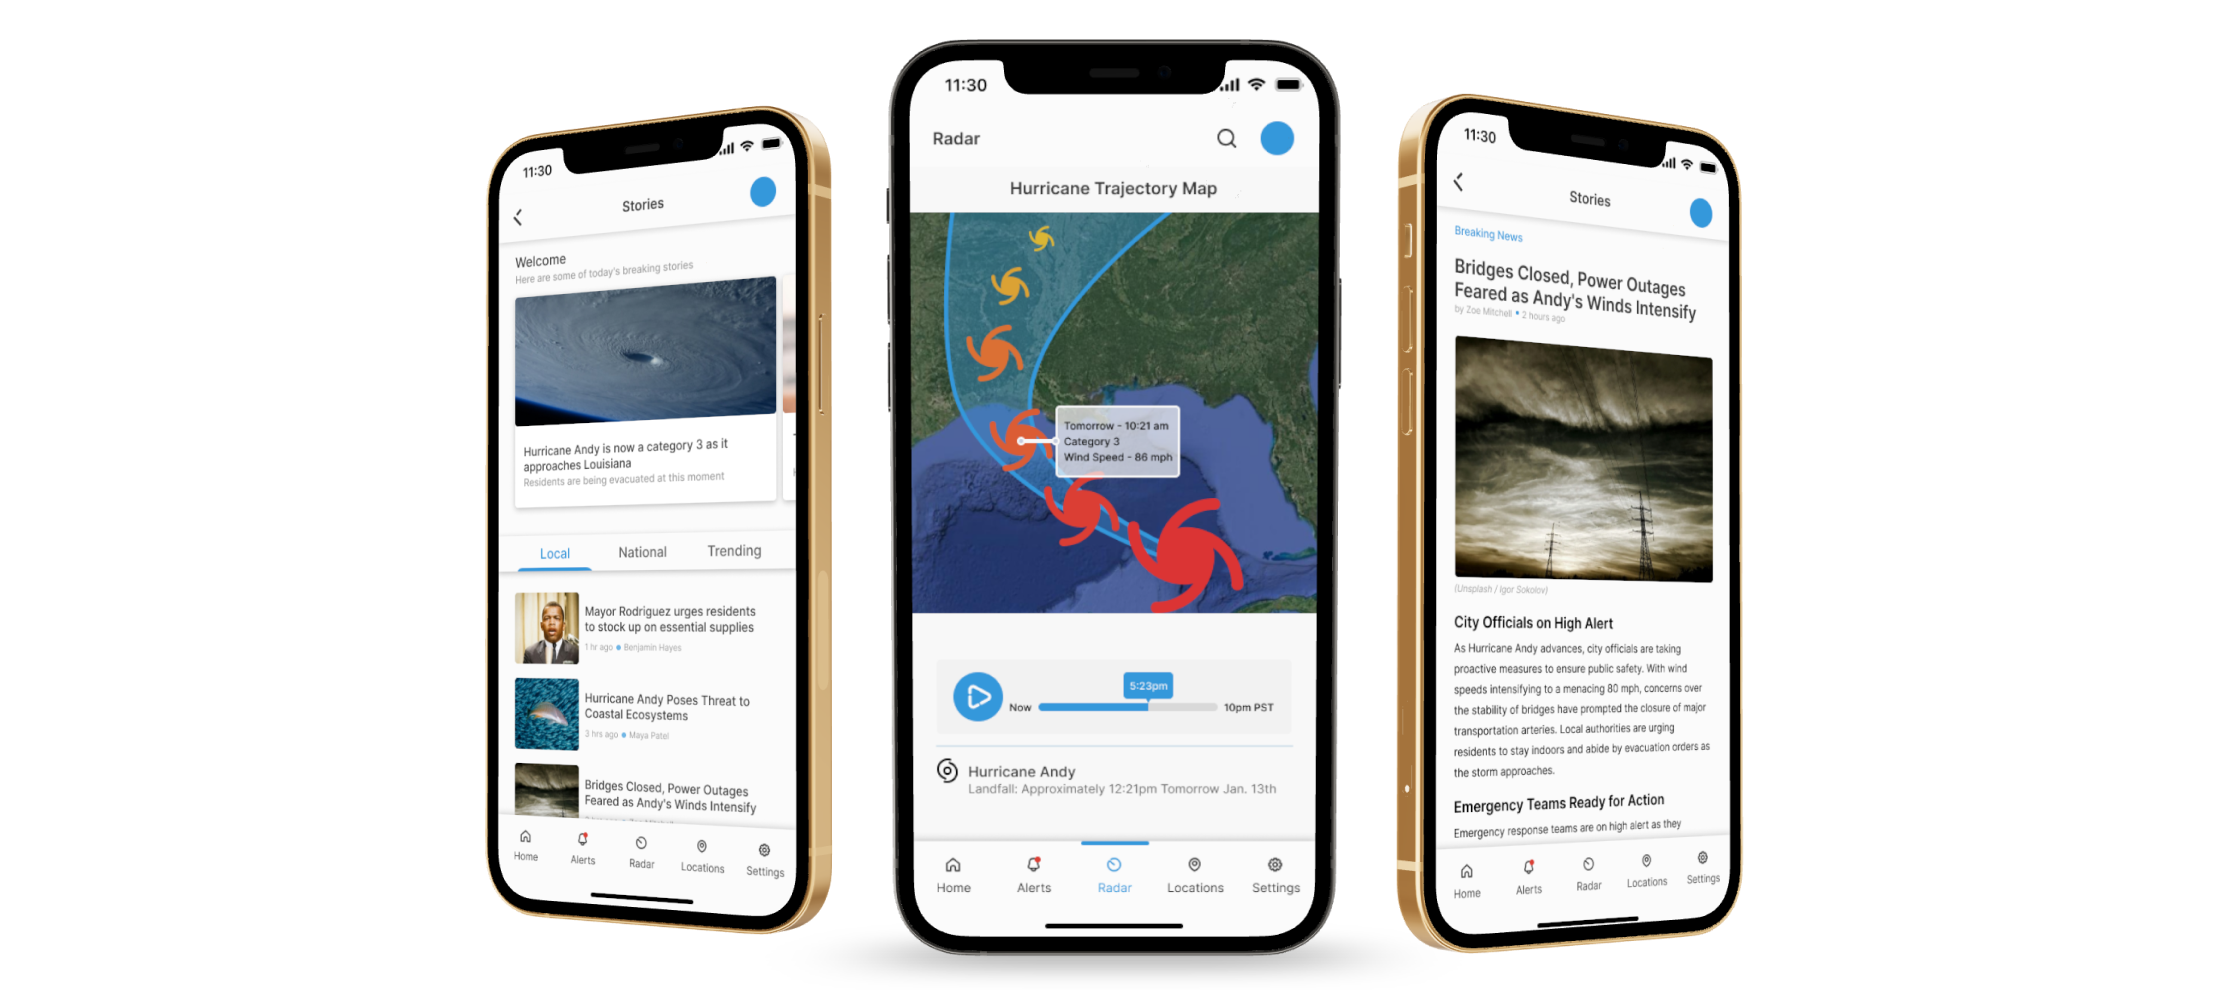 11:30
Stories
Welcome
Here are some of today's breaking stories
Hurricane Andy is now a category 3 as it
approaches Louisiana
Residents are being evacuated at this moment
Local
National
Trending
Mayor Rodriguez urges residents
to stock up on essential supplies
1 hr ago • Benjamin Hayes
Hurricane Andy Poses Threat to
Coastal Ecosystems
3 hrs ago • Maya Patel
Bridges Closed, Power Outages
Feared as Andy's Winds Intensify
Home
Alerts
Radar
Locations
Settings
11:30
Radar
Hurricane Trajectory Map
Tomorrow - 10:21 am
Category 3
Wind Speed - 86 mph
5:23pm
Now
10pm PST
Hurricane Andy
Landfall: Approximately 12:21pm Tomorrow Jan. 13th
Home
Alerts
Radar
Locations
Settings
11:30
Stories
Breaking News
Bridges Closed, Power Outages
Feared as Andy's Winds Intensify
by Zoe Mitchell • 2 hours ago
(Unsplash / Igor Sokolov)
City Officials on High Alert
As Hurricane Andy advances, city officials are taking
proactive measures to ensure public safety. With wind
speeds intensifying to a menacing 80 mph, concerns over
the stability of bridges have prompted the closure of major
transportation arteries. Local authorities are urging
residents to stay indoors and abide by evacuation orders as
the storm approaches.
Emergency Teams Ready for Action
Emergency response teams are on high alert as they
Home
Alerts
Radar
Locations
Settings